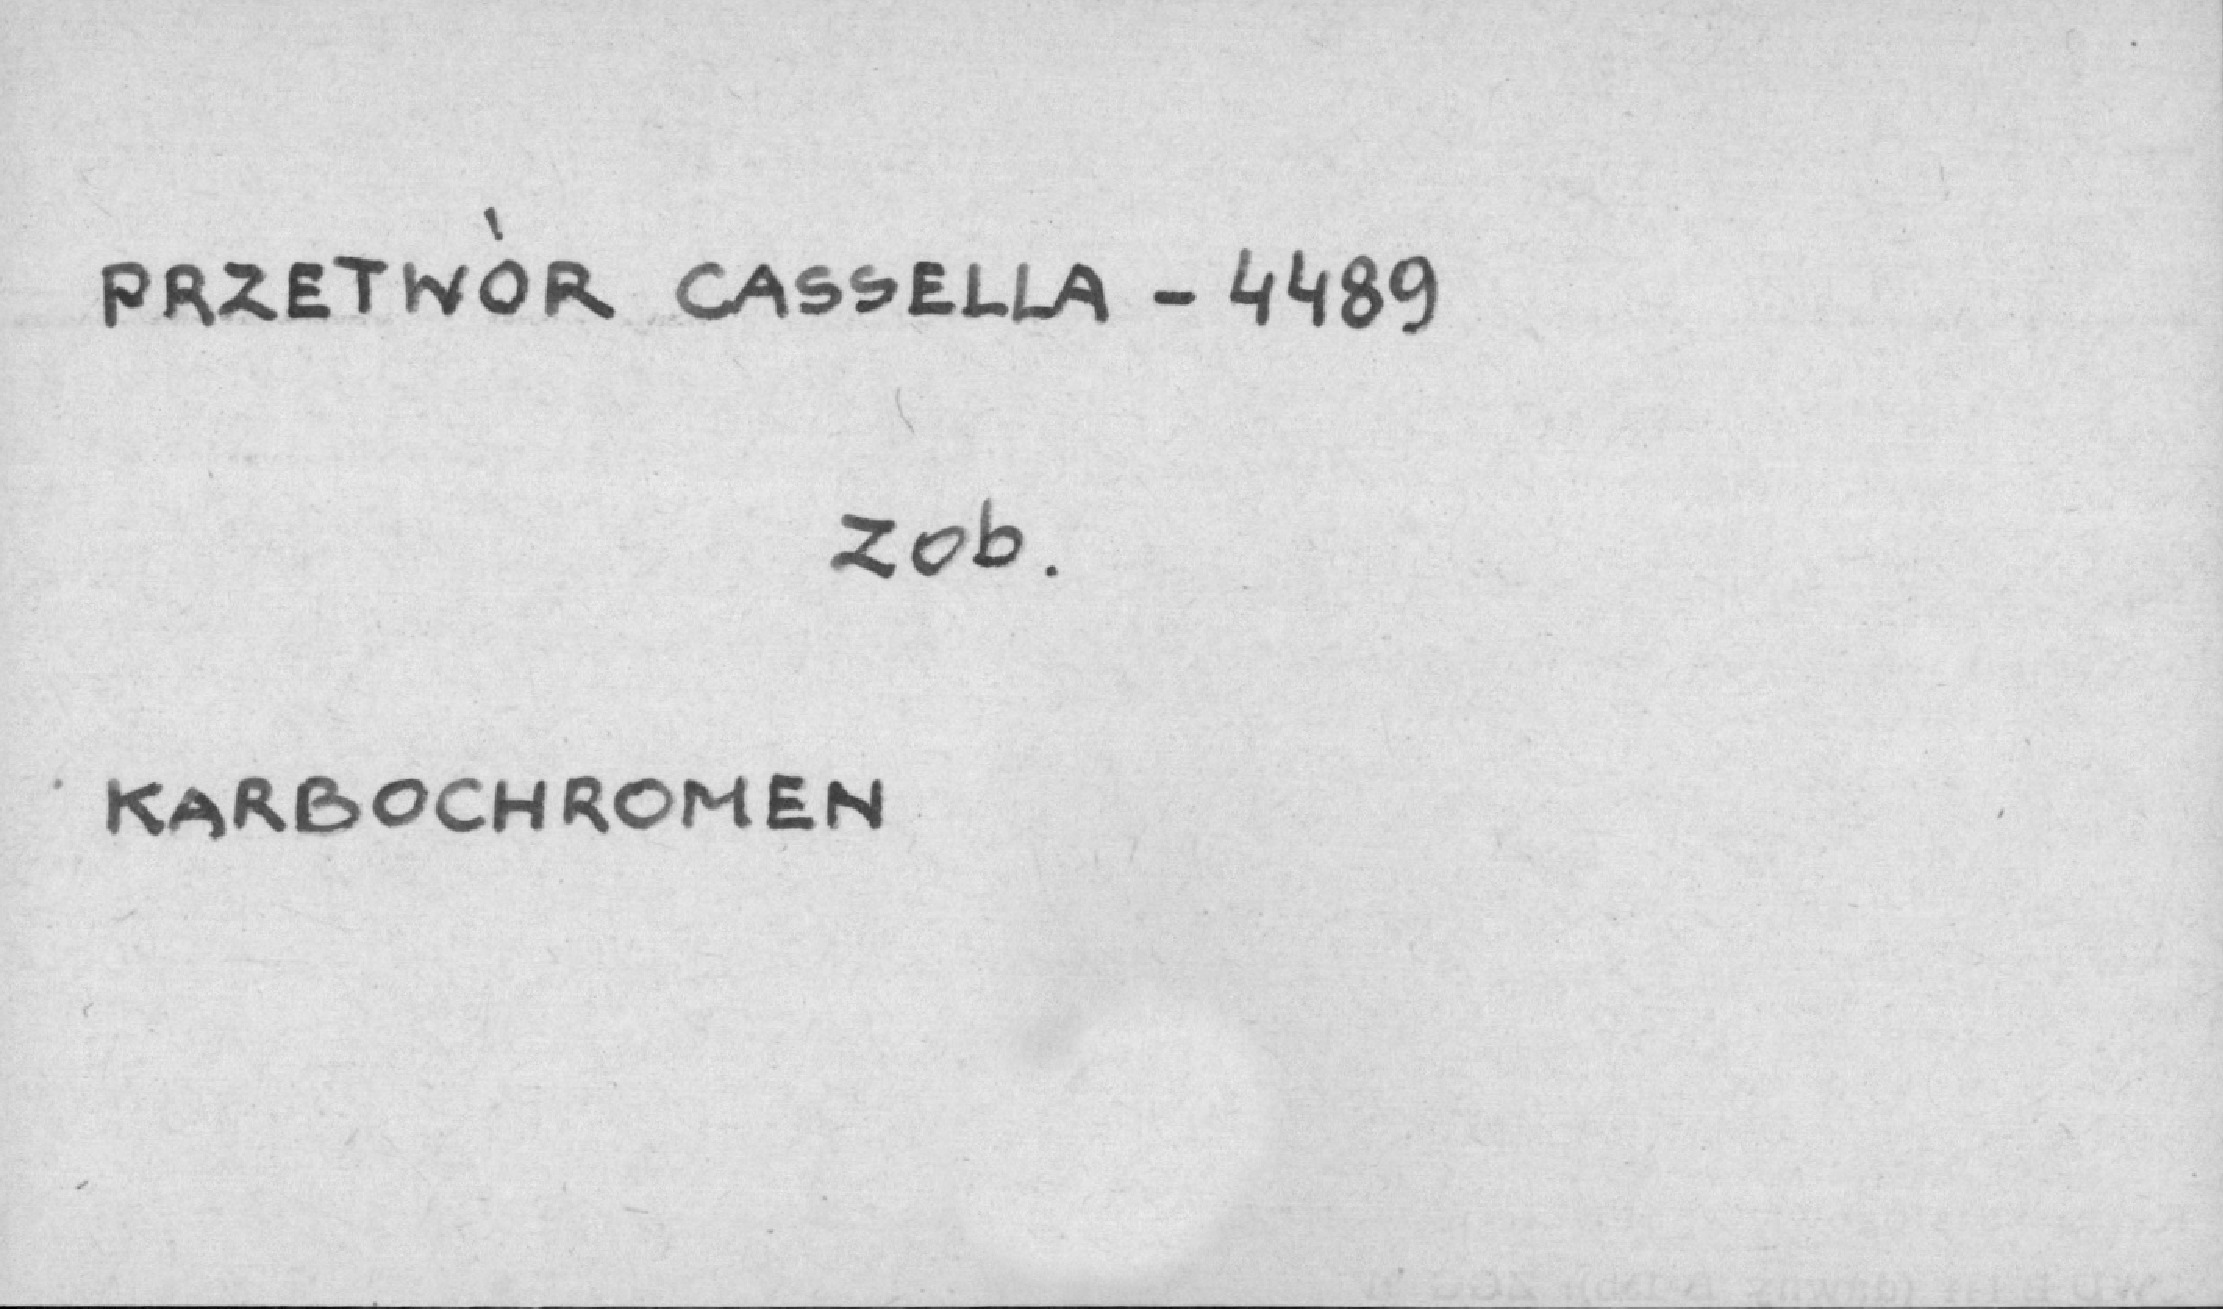 PRZETWÓR CASSELLA - 4489
Zob.
KARBOCHROMEN